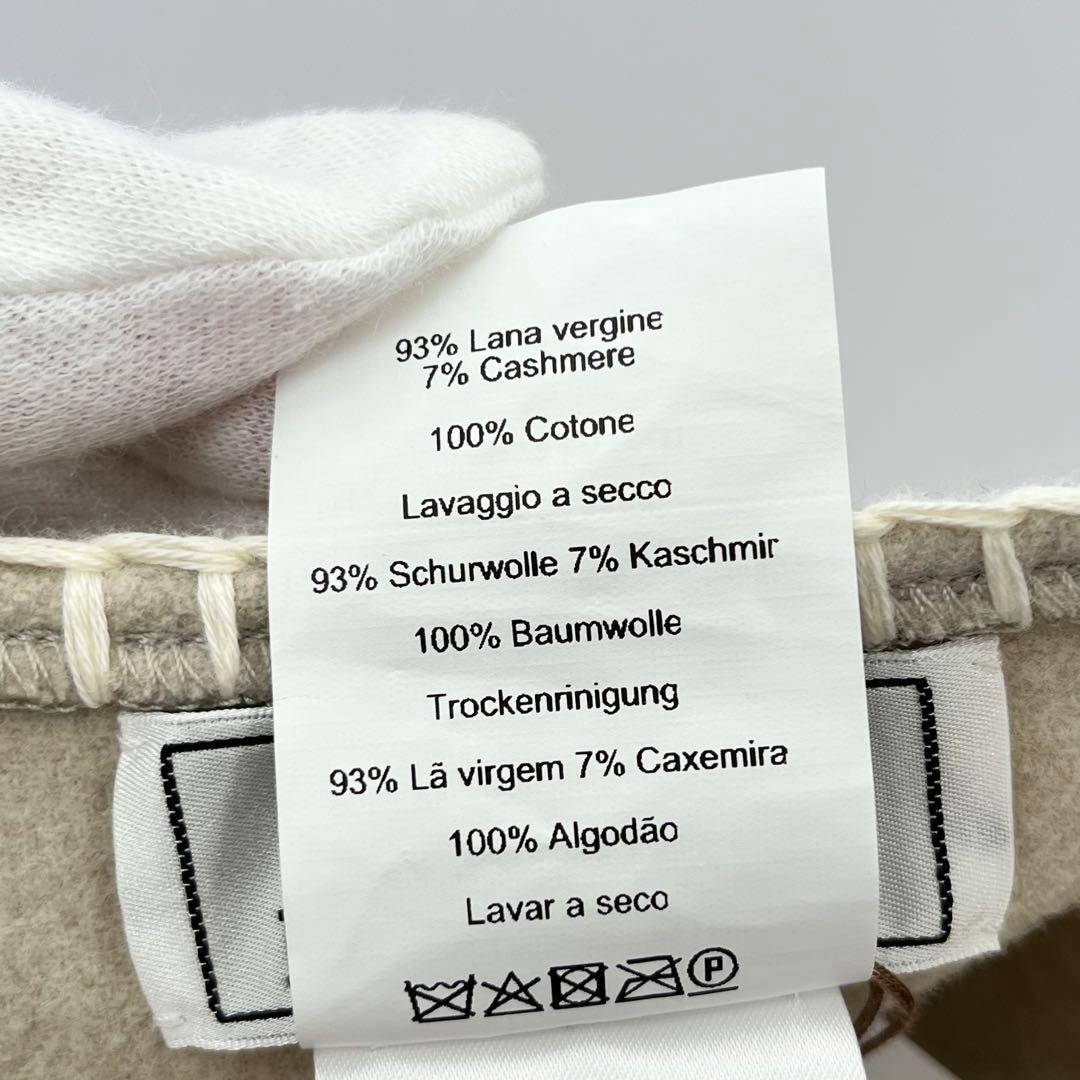 93% Lana vergine
7% Cashmere
100% Cotone
Lavaggio a secco
93% Schurwolle 7% Kaschmir
100% Baumwolle
Trockenrinigung
93% Lã virgem 7% Caxemira
100% Algodão
Lavar a seco
P